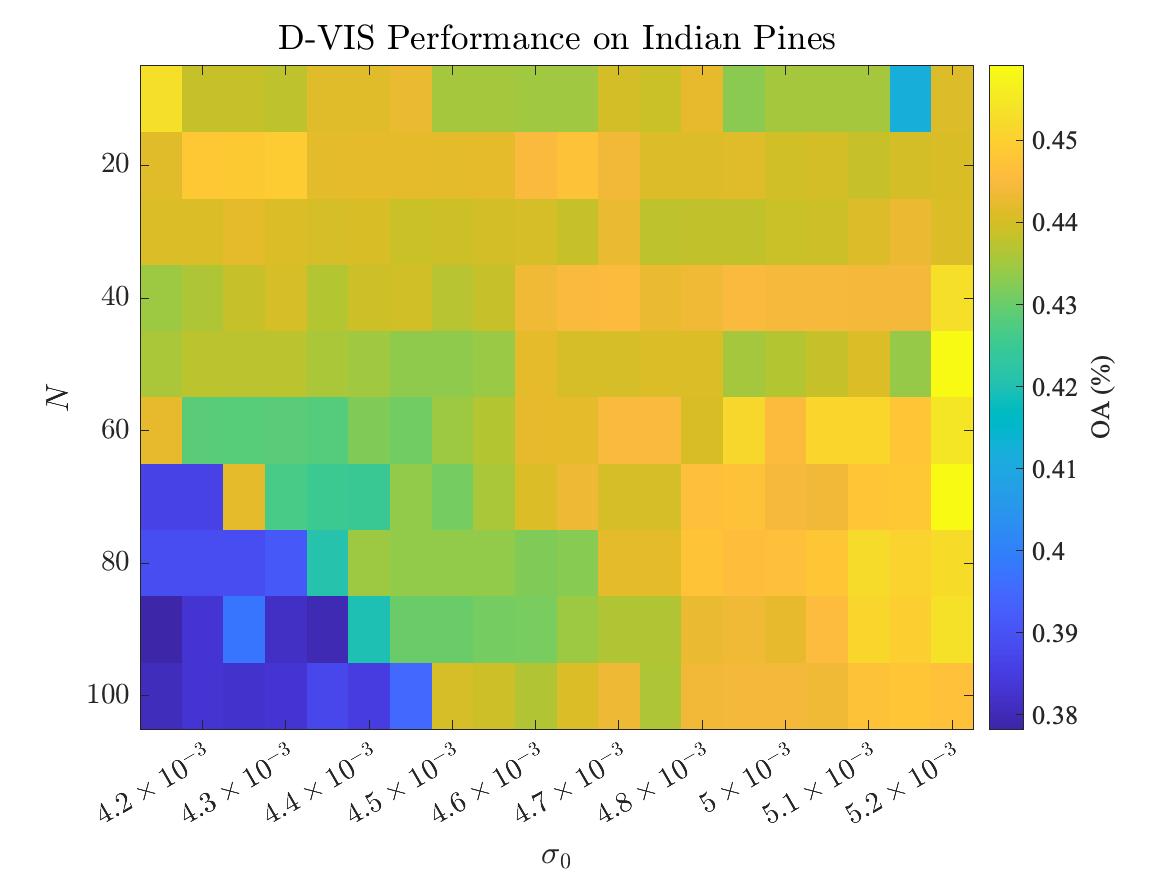 D-VIS Performance on Indian Pines
N
20
40
60
80
100
4.2 × 10⁻³
4.3 × 10⁻³
4.4 × 10⁻³
4.5 × 10⁻³
4.6 × 10⁻³
4.7 × 10⁻³
4.8 × 10⁻³
5 × 10⁻³
5.1 × 10⁻³
5.2 × 10⁻³
σ₀
0.45
0.44
0.43
0.42
0.41
0.4
0.39
0.38
OA (%)